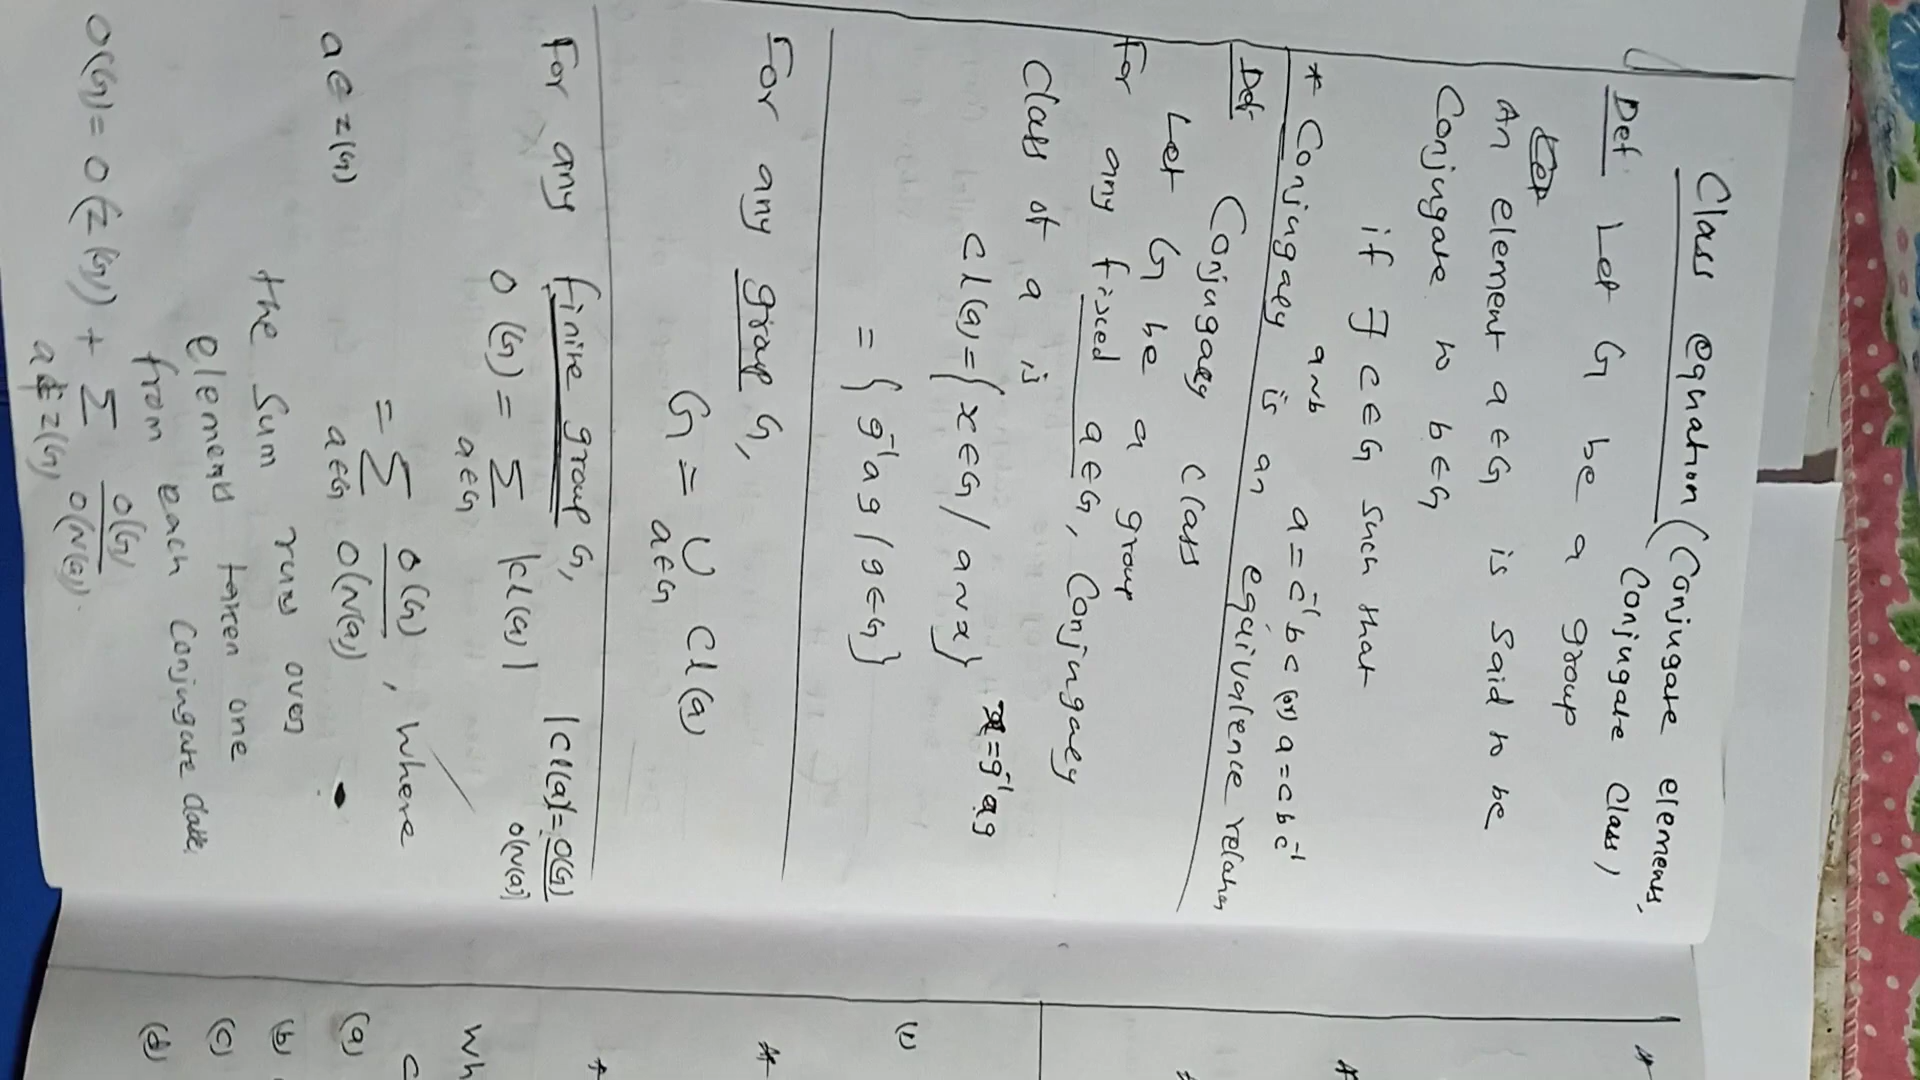 Class equation (Conjugate elements,
Conjugate class,
Def. Let G be a group
An element a ∈ G is said to be
Conjugate to b ∈ G
if ∃ c ∈ G such that
a~b a = c⁻¹bc (or) a = cbc⁻¹
* Conjugacy is an equivalence relation
Def Conjugacy class
Let G be a group
For any fixed a ∈ G, Conjugacy
Class of a is
cl(a) = {x ∈ G / a ~ x} x = g⁻¹ag
= {g⁻¹ag / g ∈ G}
For any group G,
G = ∪ cl(a)
a∈G
For any finite group G, |cl(a)| = O(G)
O(N(a))
O(G) = Σ |cl(a)|
a∈G
= Σ O(G) , where
a∈G O(N(a))
a ∈ Z(G)
the sum runs over
elements taken one
from each conjugate class.
O(G) = O(Z(G)) + Σ O(G)
a∉Z(G) O(N(a)).
*
*
(1)
*
*
Wh
C
(a)
(b)
(c)
(d)